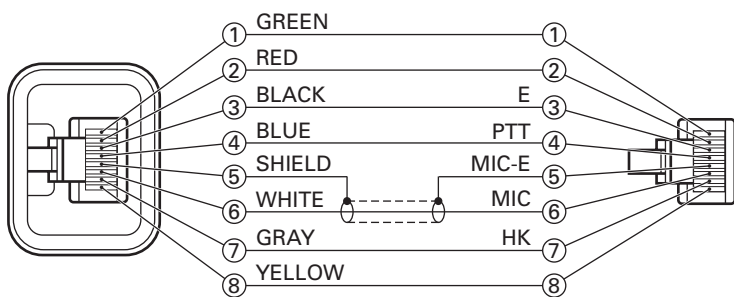 ① GREEN ①
② RED ②
③ BLACK E ③
④ BLUE PTT ④
⑤ SHIELD MIC-E ⑤
⑥ WHITE MIC ⑥
⑦ GRAY HK ⑦
⑧ YELLOW ⑧